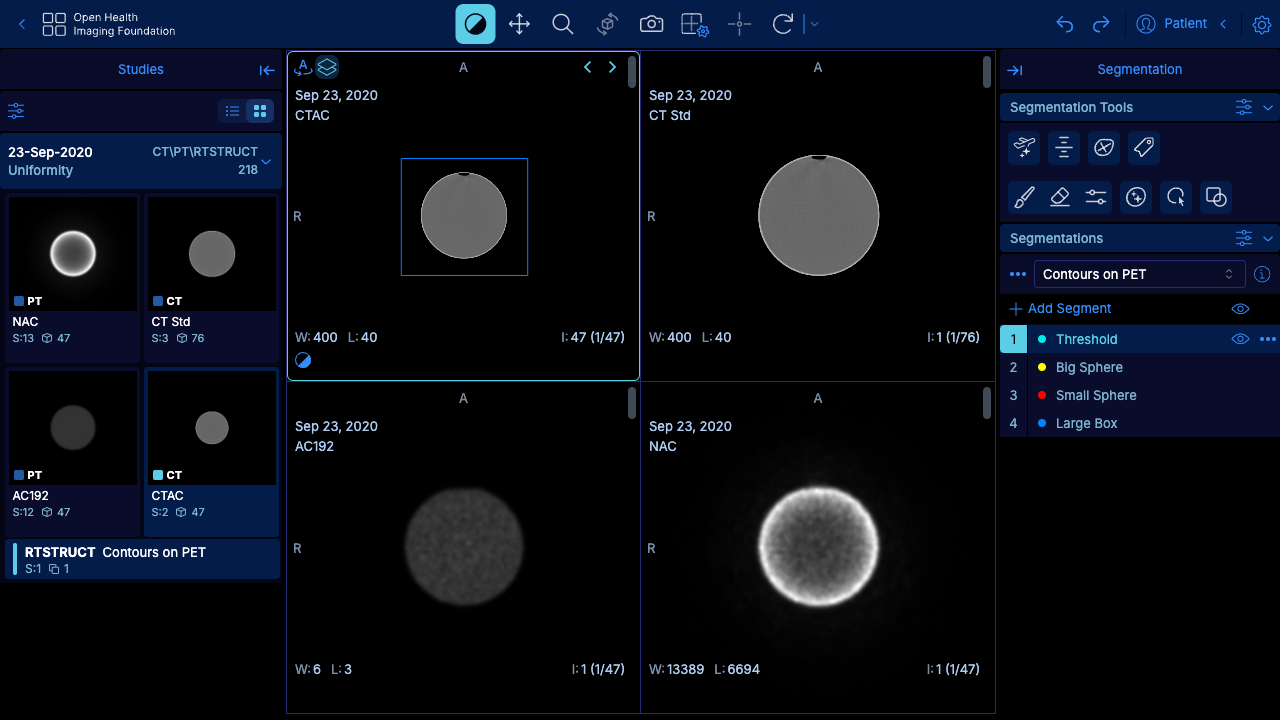 Open Health
Imaging Foundation
Patient
Studies
23-Sep-2020
CT\PT\RTSTRUCT
Uniformity
218
PT
NAC
S:13 47
CT
CT Std
S:3 76
PT
AC192
S:12 47
CT
CTAC
S:2 47
RTSTRUCT Contours on PET
S:1 1
A
A
Sep 23, 2020
CTAC
R
W: 400 L: 40
I: 47 (1/47)
A
Sep 23, 2020
CT Std
R
W: 400 L: 40
I: 1 (1/76)
A
Sep 23, 2020
AC192
R
W: 6 L: 3
I: 1 (1/47)
A
Sep 23, 2020
NAC
R
W: 13389 L: 6694
I: 1 (1/47)
Segmentation
Segmentation Tools
Segmentations
Contours on PET
Add Segment
1 Threshold
2 Big Sphere
3 Small Sphere
4 Large Box